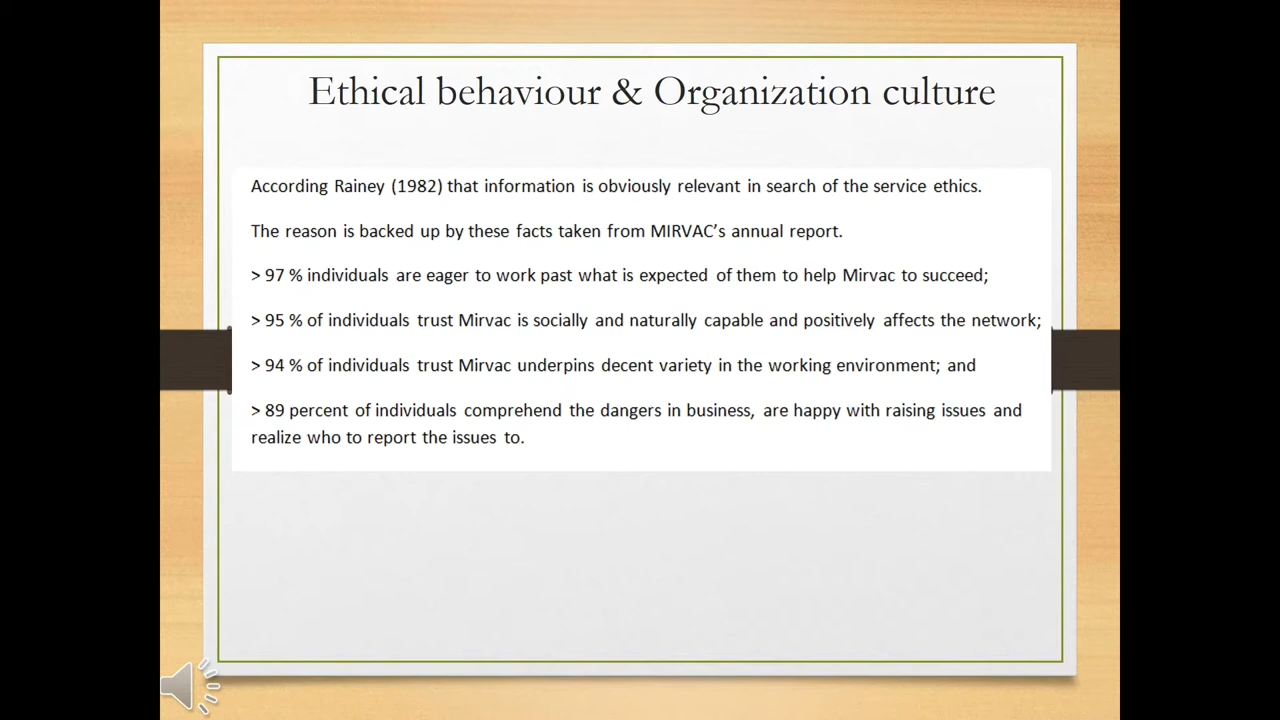 Ethical behaviour & Organization culture
According Rainey (1982) that information is obviously relevant in search of the service ethics.
The reason is backed up by these facts taken from MIRVAC’s annual report.
> 97 % individuals are eager to work past what is expected of them to help Mirvac to succeed;
> 95 % of individuals trust Mirvac is socially and naturally capable and positively affects the network;
> 94 % of individuals trust Mirvac underpins decent variety in the working environment; and
> 89 percent of individuals comprehend the dangers in business, are happy with raising issues and
realize who to report the issues to.